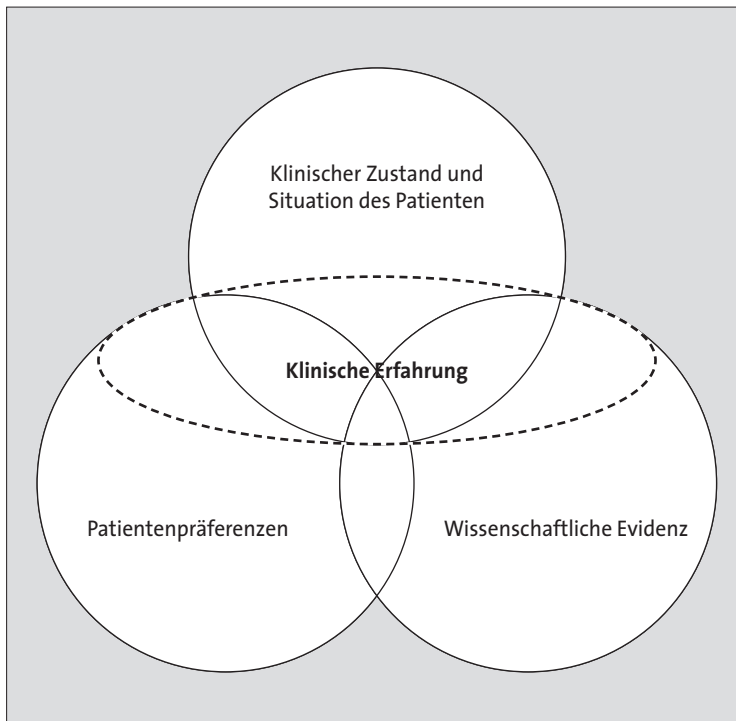 Klinischer Zustand und
Situation des Patienten
Klinische Erfahrung
Patientenpräferenzen
Wissenschaftliche Evidenz